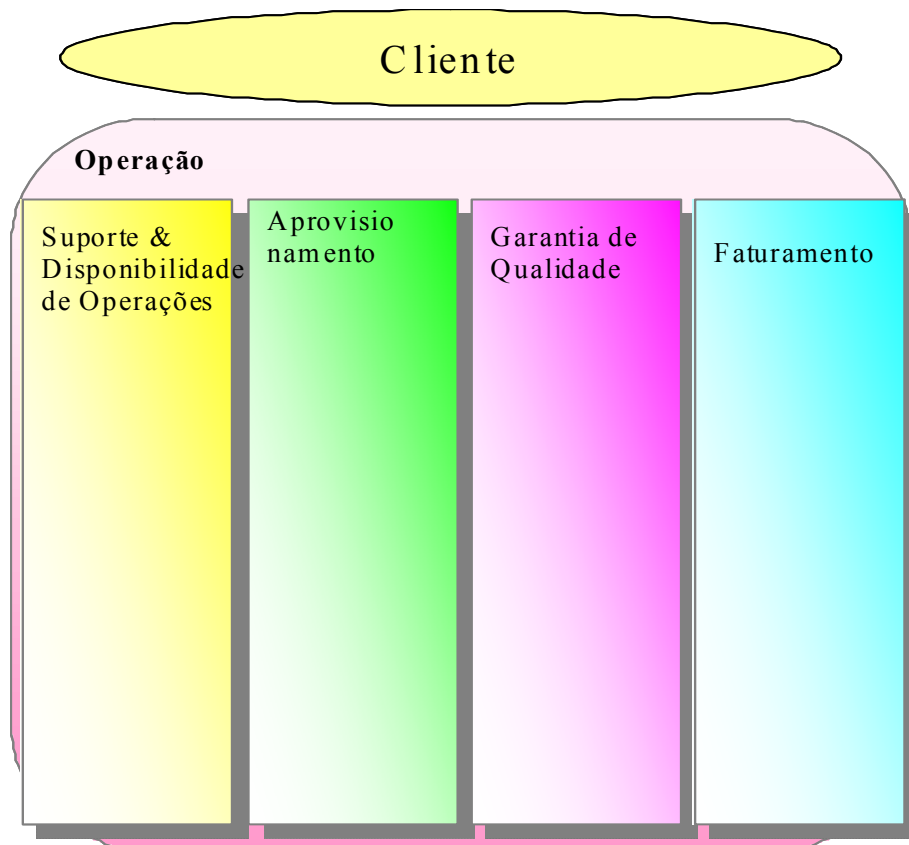 Cliente
Operação
Suporte &
Disponibilidade
de Operações
Aprovisio
namento
Garantia de
Qualidade
Faturamento